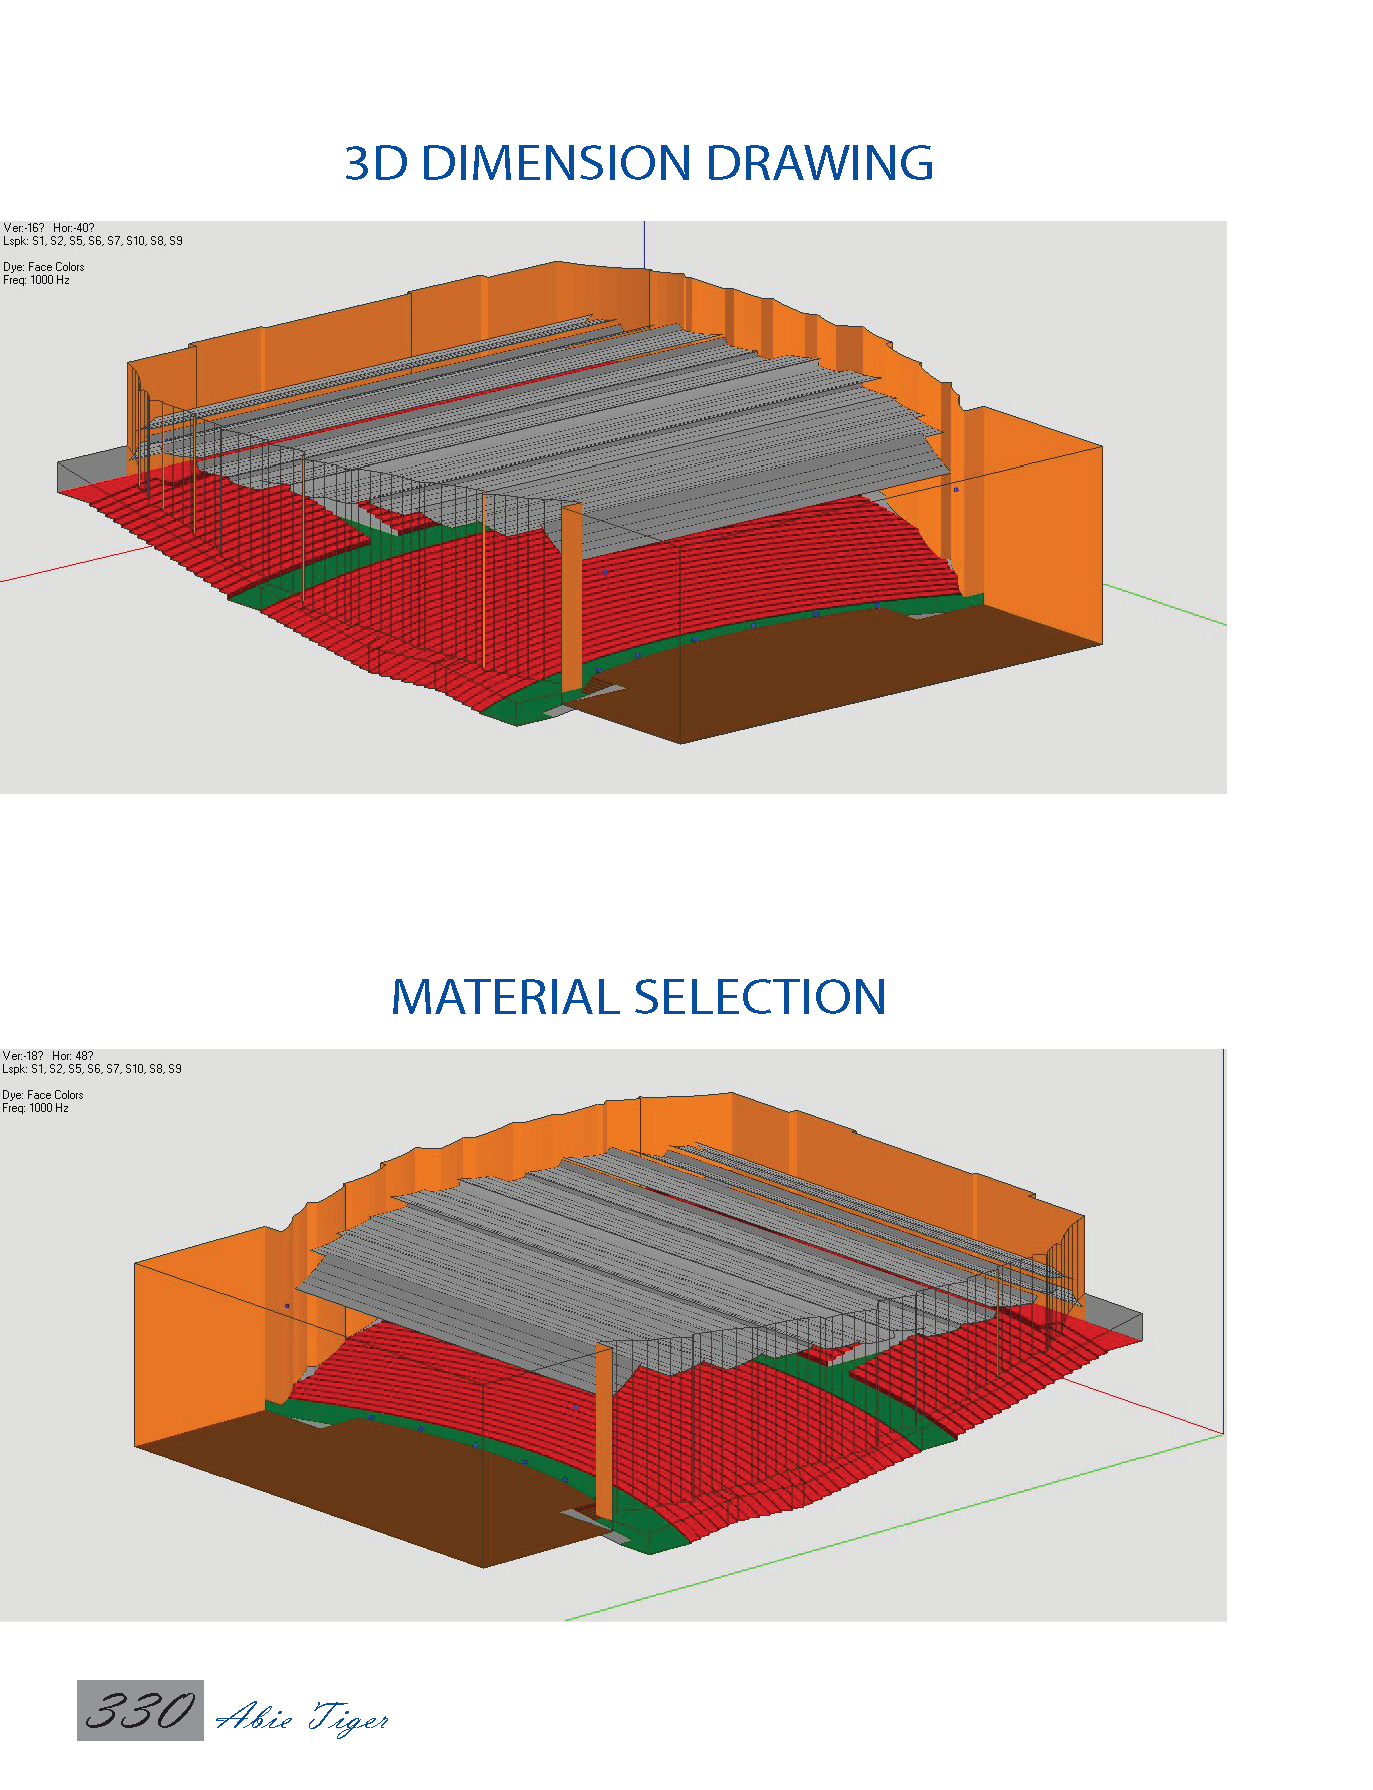 3D DIMENSION DRAWING
Ver:-16? Hor:-40?
Lspk: S1, S2, S5, S6, S7, S10, S8, S9
Dye: Face Colors
Freq: 1000 Hz
MATERIAL SELECTION
Ver:-18? Hor: 48?
Lspk: S1, S2, S5, S6, S7, S10, S8, S9
Dye: Face Colors
Freq: 1000 Hz
330 Abie Tiger